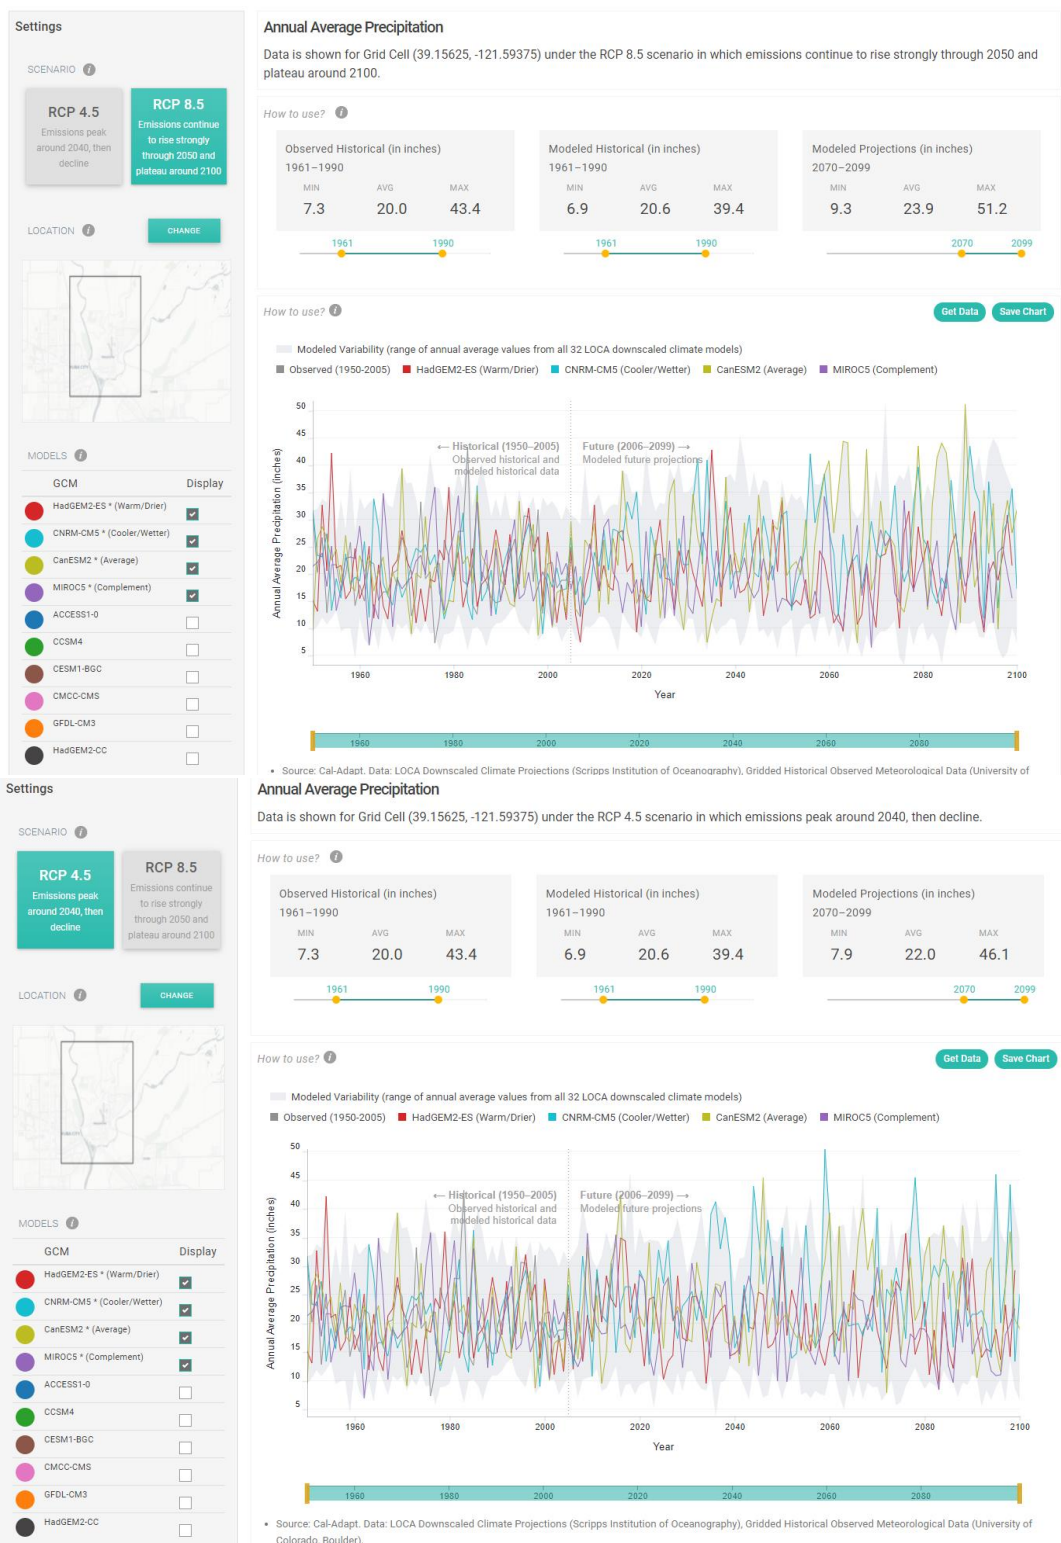 Settings
SCENARIO i
RCP 4.5
Emissions peak
around 2040, then
decline
RCP 8.5
Emissions continue
to rise strongly
through 2050 and
plateau around 2100
LOCATION i
CHANGE
YUBA CITY
MODELS i
GCM Display
HadGEM2-ES * (Warm/Drier)
CNRM-CM5 * (Cooler/Wetter)
CanESM2 * (Average)
MIROC5 * (Complement)
ACCESS1-0
CCSM4
CESM1-BGC
CMCC-CMS
GFDL-CM3
HadGEM2-CC
Annual Average Precipitation
Data is shown for Grid Cell (39.15625, -121.59375) under the RCP 8.5 scenario in which emissions continue to rise strongly through 2050 and
plateau around 2100.
How to use? i
Observed Historical (in inches)
1961–1990
MIN AVG MAX
7.3 20.0 43.4
1961 1990
Modeled Historical (in inches)
1961–1990
MIN AVG MAX
6.9 20.6 39.4
1961 1990
Modeled Projections (in inches)
2070–2099
MIN AVG MAX
9.3 23.9 51.2
2070 2099
How to use? i
Get Data Save Chart
Modeled Variability (range of annual average values from all 32 LOCA downscaled climate models)
Observed (1950-2005) HadGEM2-ES (Warm/Drier) CNRM-CM5 (Cooler/Wetter) CanESM2 (Average) MIROC5 (Complement)
← Historical (1950–2005)
Observed historical and
modeled historical data
Future (2006–2099) →
Modeled future projections
Annual Average Precipitation (inches)
50
45
40
35
30
25
20
15
10
5
1960 1980 2000 2020 2040 2060 2080 2100
Year
1960 1980 2000 2020 2040 2060 2080
• Source: Cal-Adapt. Data: LOCA Downscaled Climate Projections (Scripps Institution of Oceanography), Gridded Historical Observed Meteorological Data (University of
Settings
SCENARIO i
RCP 4.5
Emissions peak
around 2040, then
decline
RCP 8.5
Emissions continue
to rise strongly
through 2050 and
plateau around 2100
LOCATION i
CHANGE
YUBA CITY
MODELS i
GCM Display
HadGEM2-ES * (Warm/Drier)
CNRM-CM5 * (Cooler/Wetter)
CanESM2 * (Average)
MIROC5 * (Complement)
ACCESS1-0
CCSM4
CESM1-BGC
CMCC-CMS
GFDL-CM3
HadGEM2-CC
Annual Average Precipitation
Data is shown for Grid Cell (39.15625, -121.59375) under the RCP 4.5 scenario in which emissions peak around 2040, then decline.
How to use? i
Observed Historical (in inches)
1961–1990
MIN AVG MAX
7.3 20.0 43.4
1961 1990
Modeled Historical (in inches)
1961–1990
MIN AVG MAX
6.9 20.6 39.4
1961 1990
Modeled Projections (in inches)
2070–2099
MIN AVG MAX
7.9 22.0 46.1
2070 2099
How to use? i
Get Data Save Chart
Modeled Variability (range of annual average values from all 32 LOCA downscaled climate models)
Observed (1950-2005) HadGEM2-ES (Warm/Drier) CNRM-CM5 (Cooler/Wetter) CanESM2 (Average) MIROC5 (Complement)
← Historical (1950–2005)
Observed historical and
modeled historical data
Future (2006–2099) →
Modeled future projections
Annual Average Precipitation (inches)
50
45
40
35
30
25
20
15
10
5
1960 1980 2000 2020 2040 2060 2080 2100
Year
1960 1980 2000 2020 2040 2060 2080
• Source: Cal-Adapt. Data: LOCA Downscaled Climate Projections (Scripps Institution of Oceanography), Gridded Historical Observed Meteorological Data (University of
Colorado, Boulder).